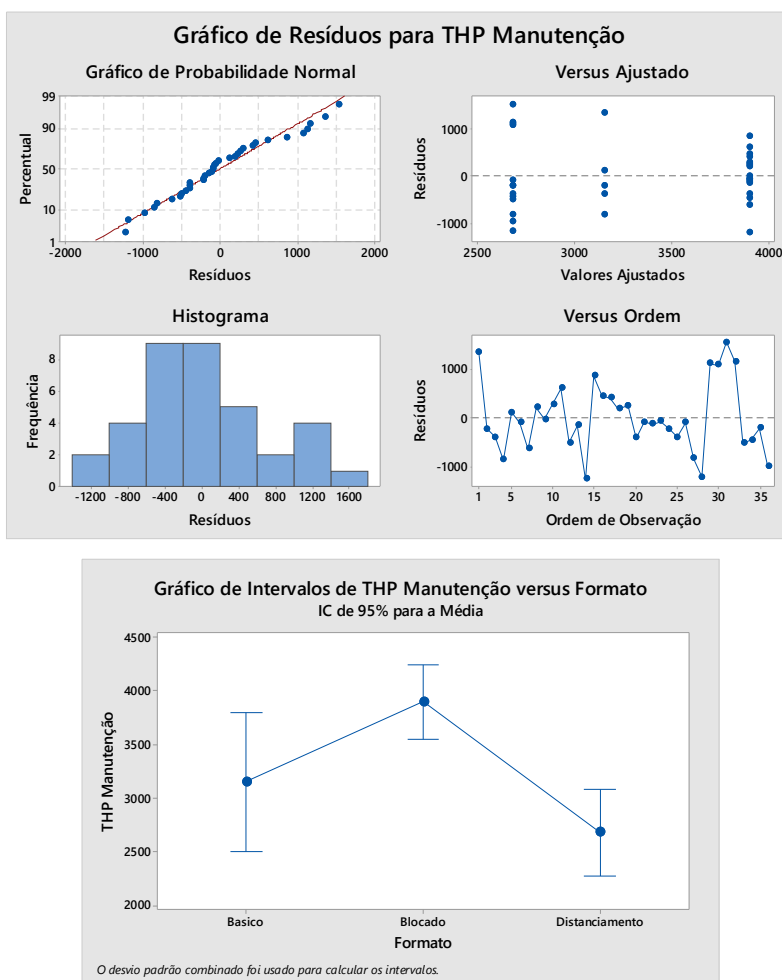 Gráfico de Resíduos para THP Manutenção
Gráfico de Probabilidade Normal
99
90
50
10
1
Percentual
-2000
-1000
0
1000
2000
Resíduos
Versus Ajustado
1000
0
-1000
Resíduos
2500
3000
3500
4000
Valores Ajustados
Histograma
8
6
4
2
0
Frequência
-1200
-800
-400
0
400
800
1200
1600
Resíduos
Versus Ordem
1000
0
-1000
Resíduos
1
5
10
15
20
25
30
35
Ordem de Observação
Gráfico de Intervalos de THP Manutenção versus Formato
IC de 95% para a Média
4500
4000
3500
3000
2500
2000
THP Manutenção
Basico
Blocado
Distanciamento
Formato
O desvio padrão combinado foi usado para calcular os intervalos.